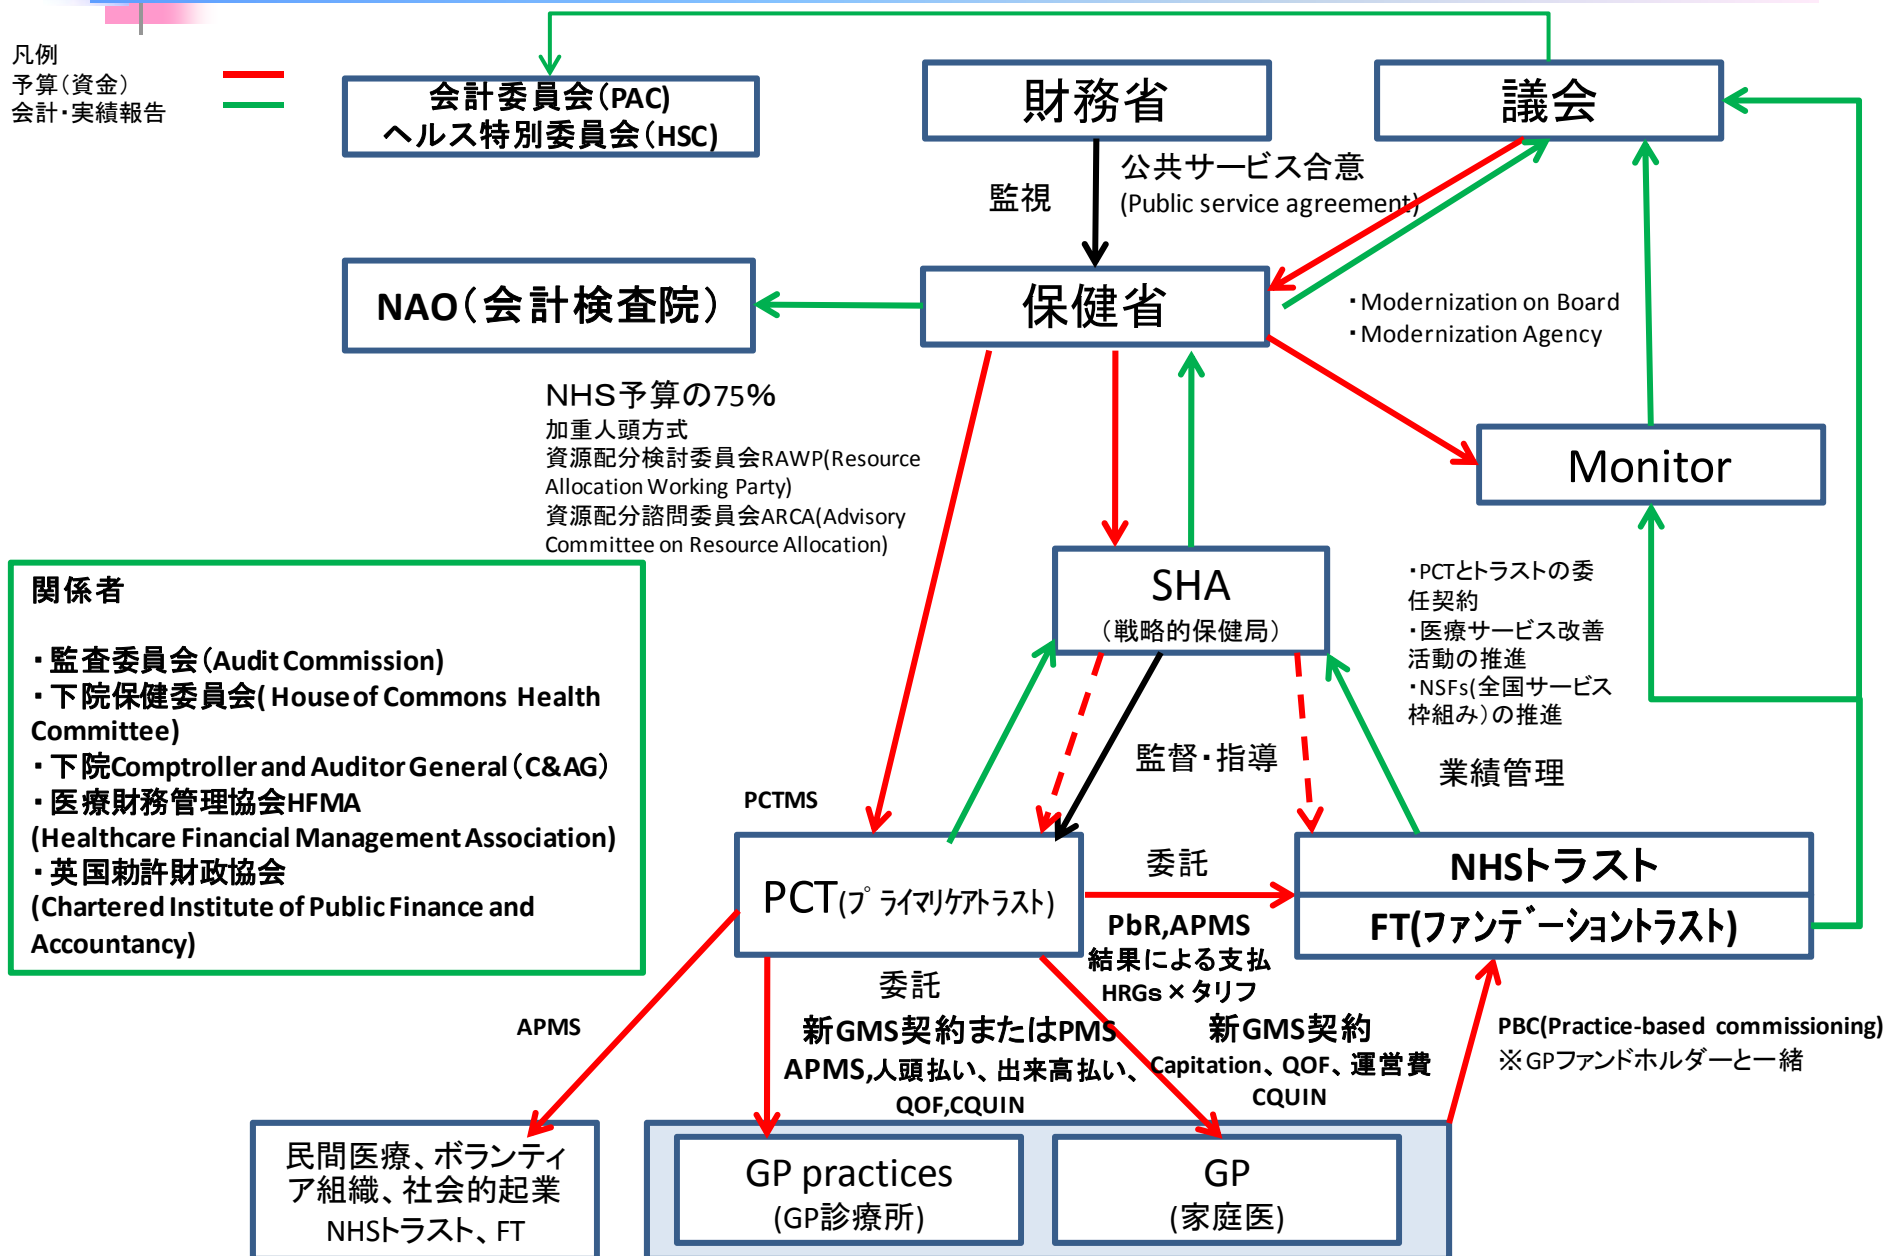 凡例
予算(資金)
会計・実績報告
会計委員会(PAC)
ヘルス特別委員会(HSC)
財務省
議会
監視
公共サービス合意
(Public service agreement)
NAO(会計検査院)
保健省
・Modernization on Board
・Modernization Agency
NHS予算の75%
加重人頭方式
資源配分検討委員会RAWP(Resource
Allocation Working Party)
資源配分諮問委員会ARCA(Advisory
Committee on Resource Allocation)
Monitor
SHA
(戦略的保健局)
・PCTとトラストの委
任契約
・医療サービス改善
活動の推進
・NSFs(全国サービス
枠組み)の推進
関係者
・監査委員会(Audit Commission)
・下院保健委員会( House of Commons Health
Committee)
・下院Comptroller and Auditor General(C&AG)
・医療財務管理協会HFMA
(Healthcare Financial Management Association)
・英国勅許財政協会
(Chartered Institute of Public Finance and
Accountancy)
監督・指導
業績管理
PCTMS
PCT(プライマリケアトラスト)
委託
NHSトラスト
FT(ファンデーショントラスト)
PbR,APMS
結果による支払
HRGs×タリフ
委託
APMS
新GMS契約またはPMS
APMS,人頭払い、出来高払い、
QOF,CQUIN
新GMS契約
Capitation、QOF、運営費
CQUIN
PBC(Practice-based commissioning)
※GPファンドホルダーと一緒
民間医療、ボランティ
ア組織、社会的起業
NHSトラスト、FT
GP practices
(GP診療所)
GP
(家庭医)